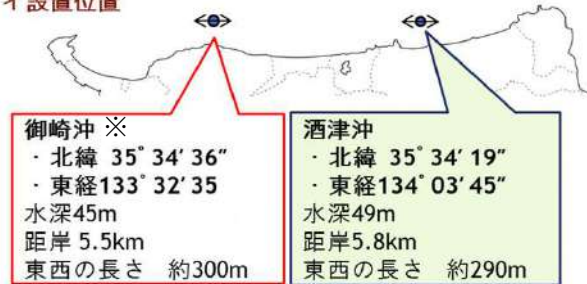 イ設置位置
御崎沖 ※
・北緯 35ﾟ34′36”
・東経133ﾟ32′35
水深45m
距岸 5.5km
東西の長さ 約300m
酒津沖
・北緯 35ﾟ34′19”
・東経134ﾟ03′45”
水深49m
距岸 5.8km
東西の長さ 約290m